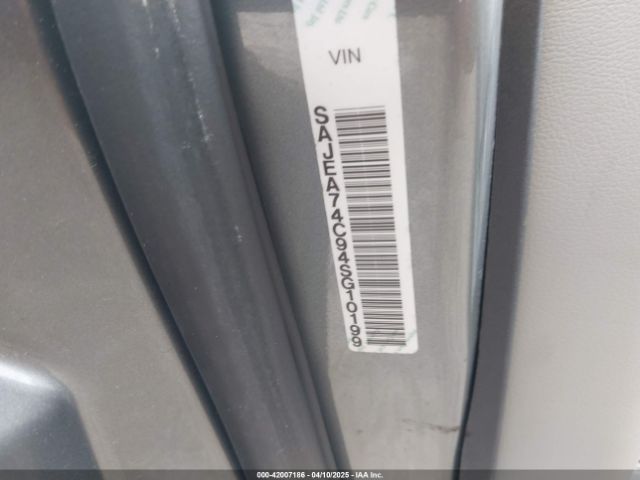 VIN
SAJEA74C94SG10199
000-42007186 - 04/10/2025 - IAA Inc.